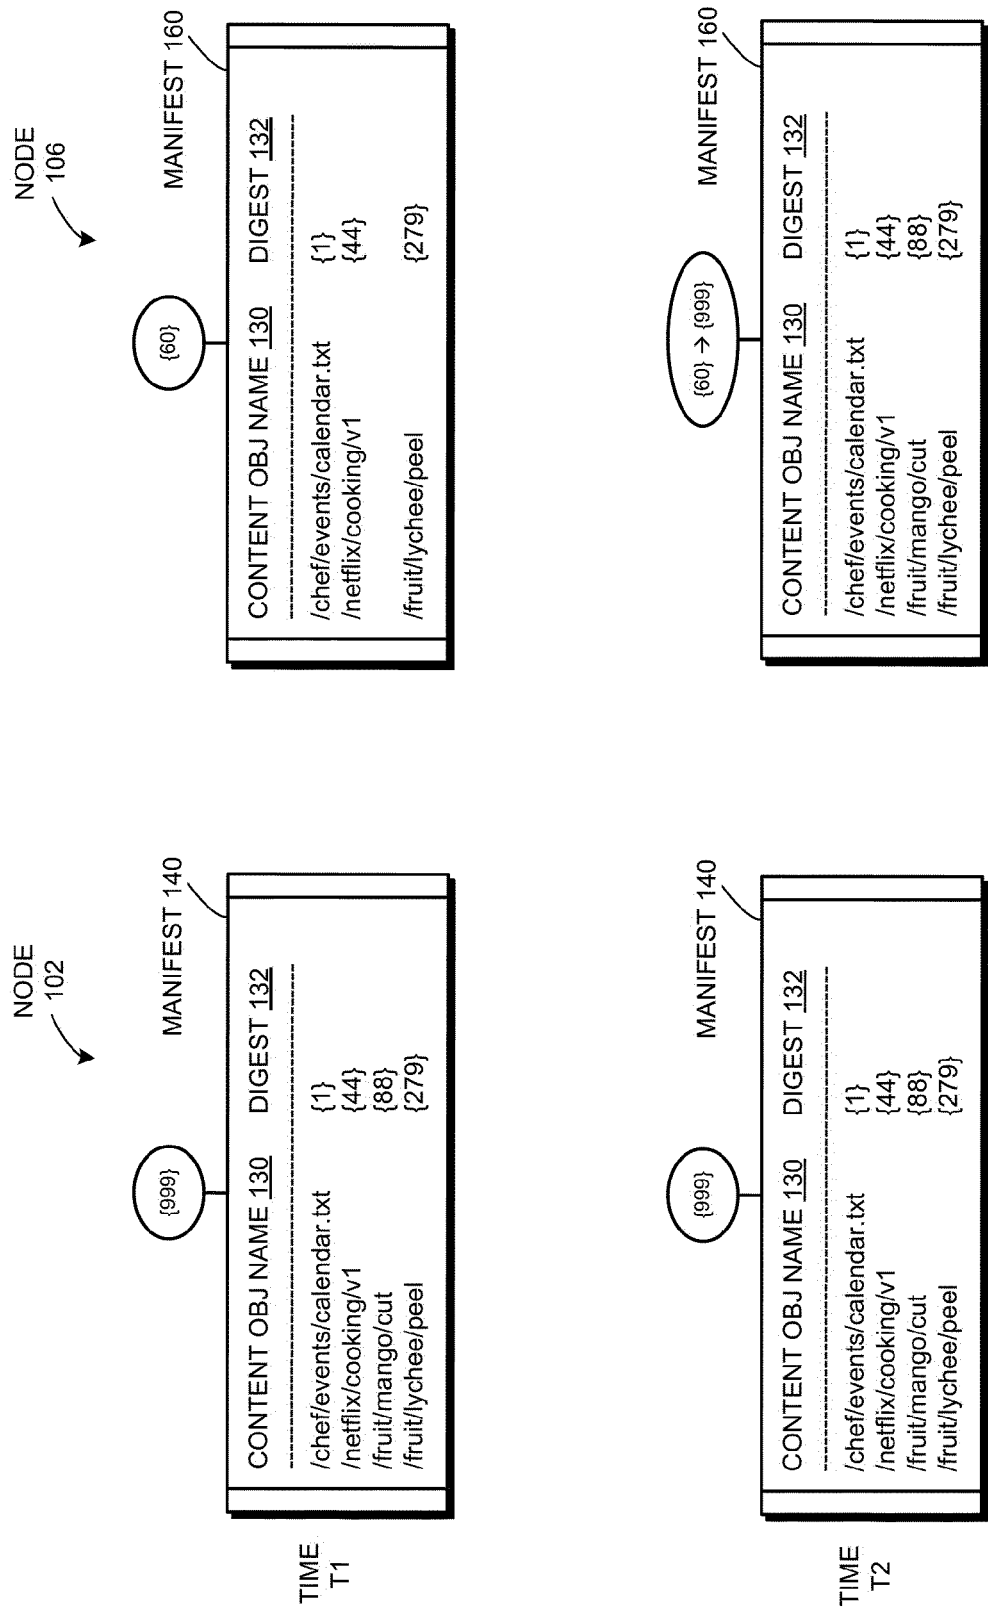 NODE
102
NODE
106
TIME
T1
{999}
MANIFEST 140
CONTENT OBJ NAME 130 DIGEST 132
/chef/events/calendar.txt {1}
/netflix/cooking/v1 {44}
/fruit/mango/cut {88}
/fruit/lychee/peel {279}
{60}
MANIFEST 160
CONTENT OBJ NAME 130 DIGEST 132
/chef/events/calendar.txt {1}
/netflix/cooking/v1 {44}
/fruit/lychee/peel {279}
TIME
T2
{999}
MANIFEST 140
CONTENT OBJ NAME 130 DIGEST 132
/chef/events/calendar.txt {1}
/netflix/cooking/v1 {44}
/fruit/mango/cut {88}
/fruit/lychee/peel {279}
{60} → {999}
MANIFEST 160
CONTENT OBJ NAME 130 DIGEST 132
/chef/events/calendar.txt {1}
/netflix/cooking/v1 {44}
/fruit/mango/cut {88}
/fruit/lychee/peel {279}